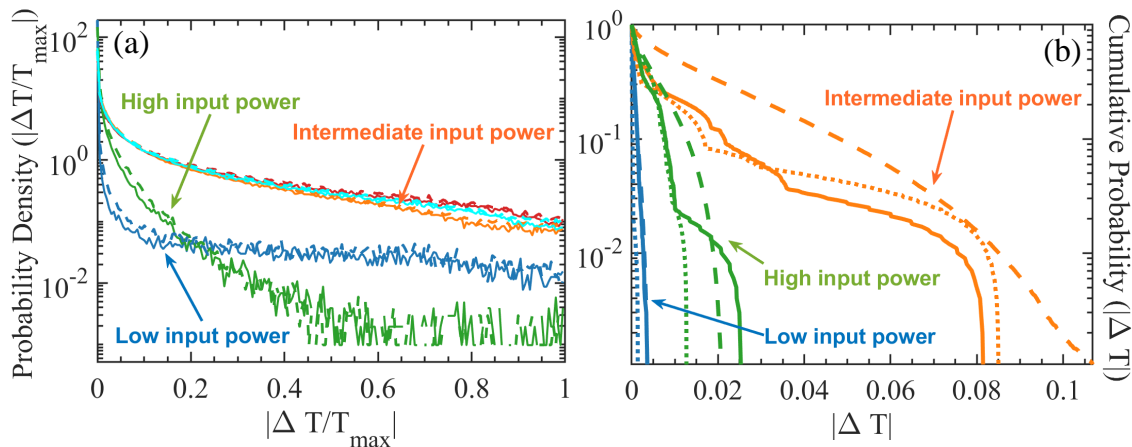 Probability Density (|ΔT/T_max|)
10^2
10^0
10^-2
(a)
High input power
Intermediate input power
Low input power
0 0.2 0.4 0.6 0.8 1
|Δ T/T_max|
10^0
10^-1
10^-2
(b)
Intermediate input power
High input power
Low input power
0 0.02 0.04 0.06 0.08 0.1
|Δ T|
Cumulative Probability (|Δ T|)